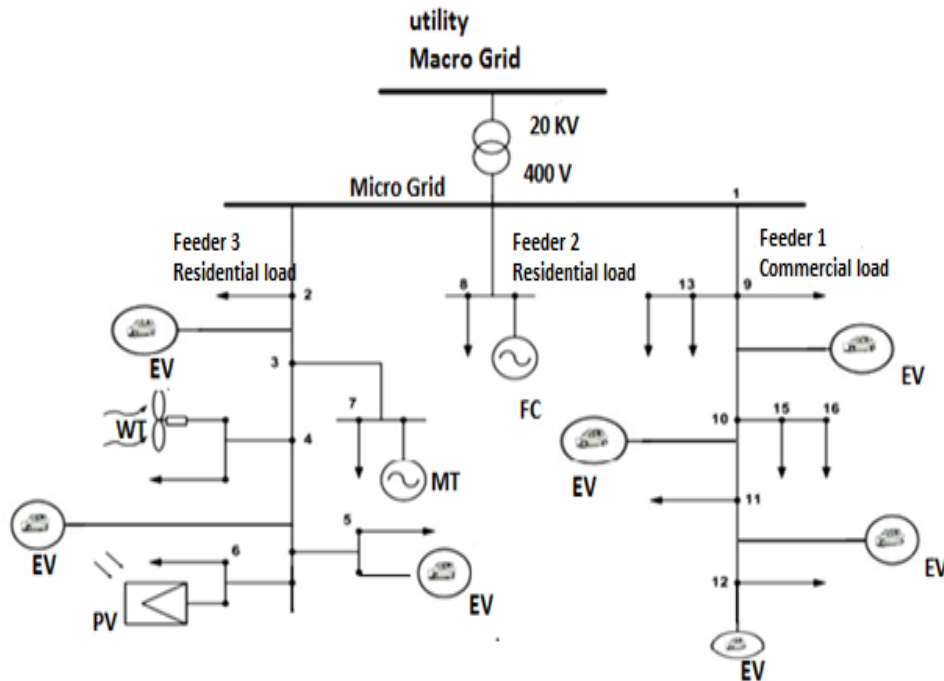 utility
Macro Grid
20 KV
400 V
Micro Grid
1
Feeder 3
Residential load
Feeder 2
Residential load
Feeder 1
Commercial load
2
8
13
9
EV
3
EV
FC
7
10
15
16
WT
4
MT
EV
11
5
EV
6
EV
12
EV
PV
EV